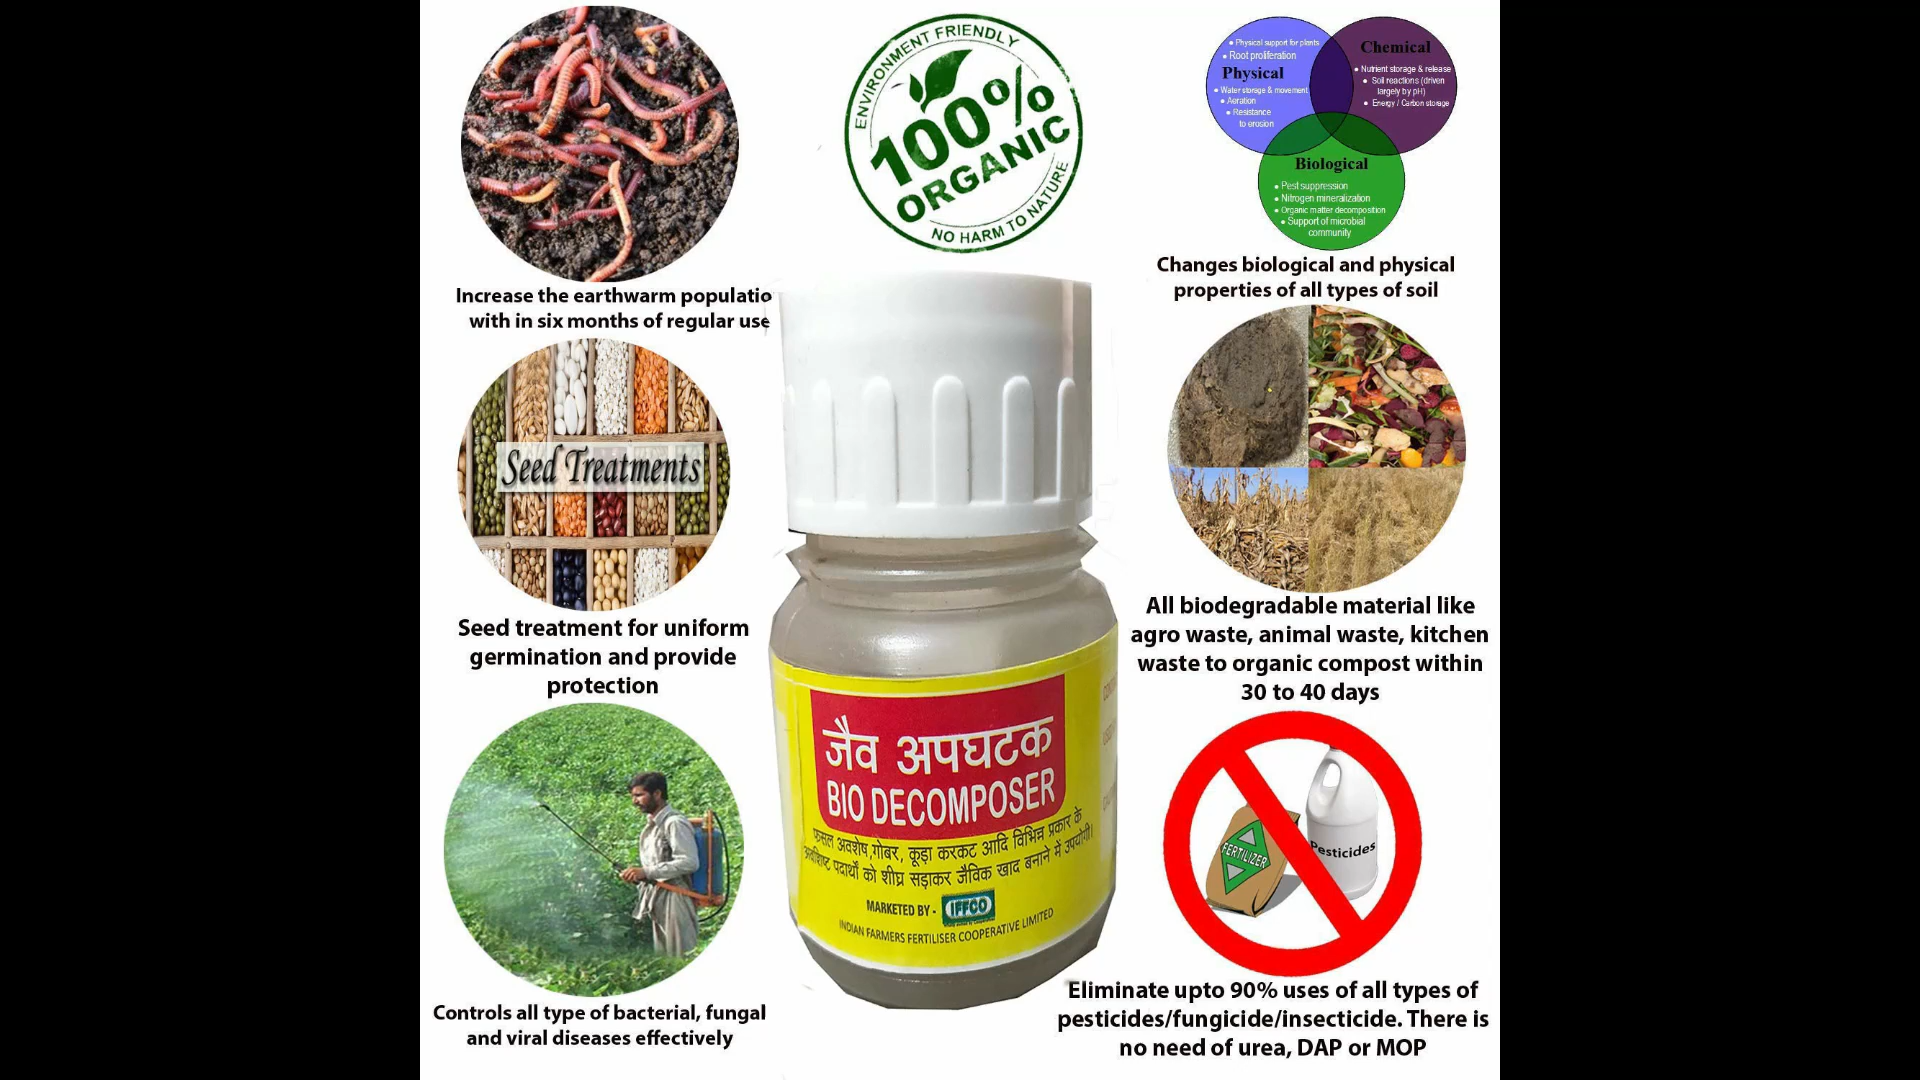 ENVIRONMENT FRIENDLY
100%
ORGANIC
NO HARM TO NATURE
Physical support for plants
Root proliferation
Physical
Water storage & movement
Aeration
Resistance
to erosion
Chemical
Nutrient storage & release
Soil reactions (driven
largely by pH)
Energy / Carbon storage
Biological
Pest suppression
Nitrogen mineralization
Organic matter decomposition
Support of microbial
community
Increase the earthwarm populatio
with in six months of regular use
Changes biological and physical
properties of all types of soil
Seed Treatments
Seed treatment for uniform
germination and provide
protection
All biodegradable material like
agro waste, animal waste, kitchen
waste to organic compost within
30 to 40 days
जैव अपघटक
BIO DECOMPOSER
फसल अवशेष,गोबर, कूड़ा करकट आदि विभिन्न प्रकार के
अवशिष्ट पदार्थों को शीघ्र सड़ाकर जैविक खाद बनाने में उपयोगी।
MARKETED BY - IFFCO
INDIAN FARMERS FERTILISER COOPERATIVE LIMITED
FERTILIZER
Pesticides
Controls all type of bacterial, fungal
and viral diseases effectively
Eliminate upto 90% uses of all types of
pesticides/fungicide/insecticide. There is
no need of urea, DAP or MOP